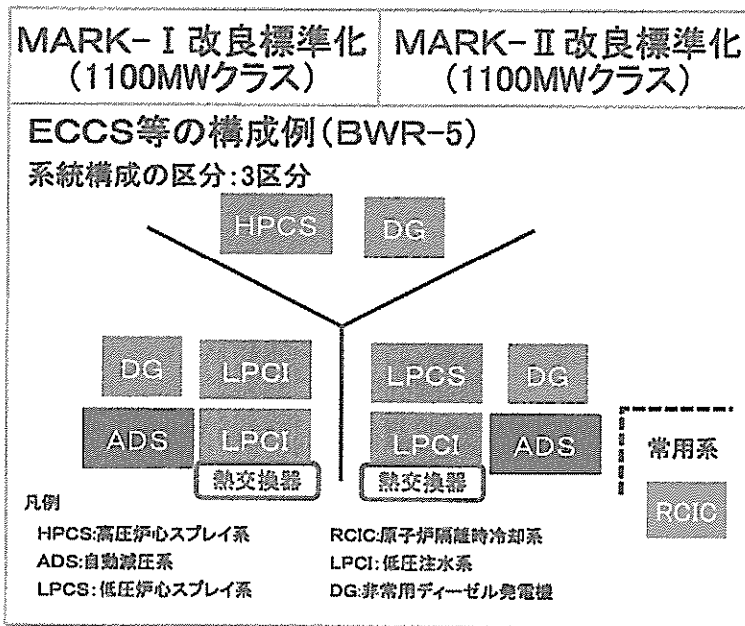 MARK-Ⅰ改良標準化
(1100MWクラス)
MARK-Ⅱ改良標準化
(1100MWクラス)
ECCS等の構成例(BWR-5)
系統構成の区分:3区分
HPCS
DG
DG
LPCI
LPCS
DG
ADS
LPCI
LPCI
ADS
熱交換器
熱交換器
常用系
RCIC
凡例
HPCS:高圧炉心スプレイ系
RCIC:原子炉隔離時冷却系
ADS:自動減圧系
LPCI:低圧注水系
LPCS:低圧炉心スプレイ系
DG:非常用ディーゼル発電機